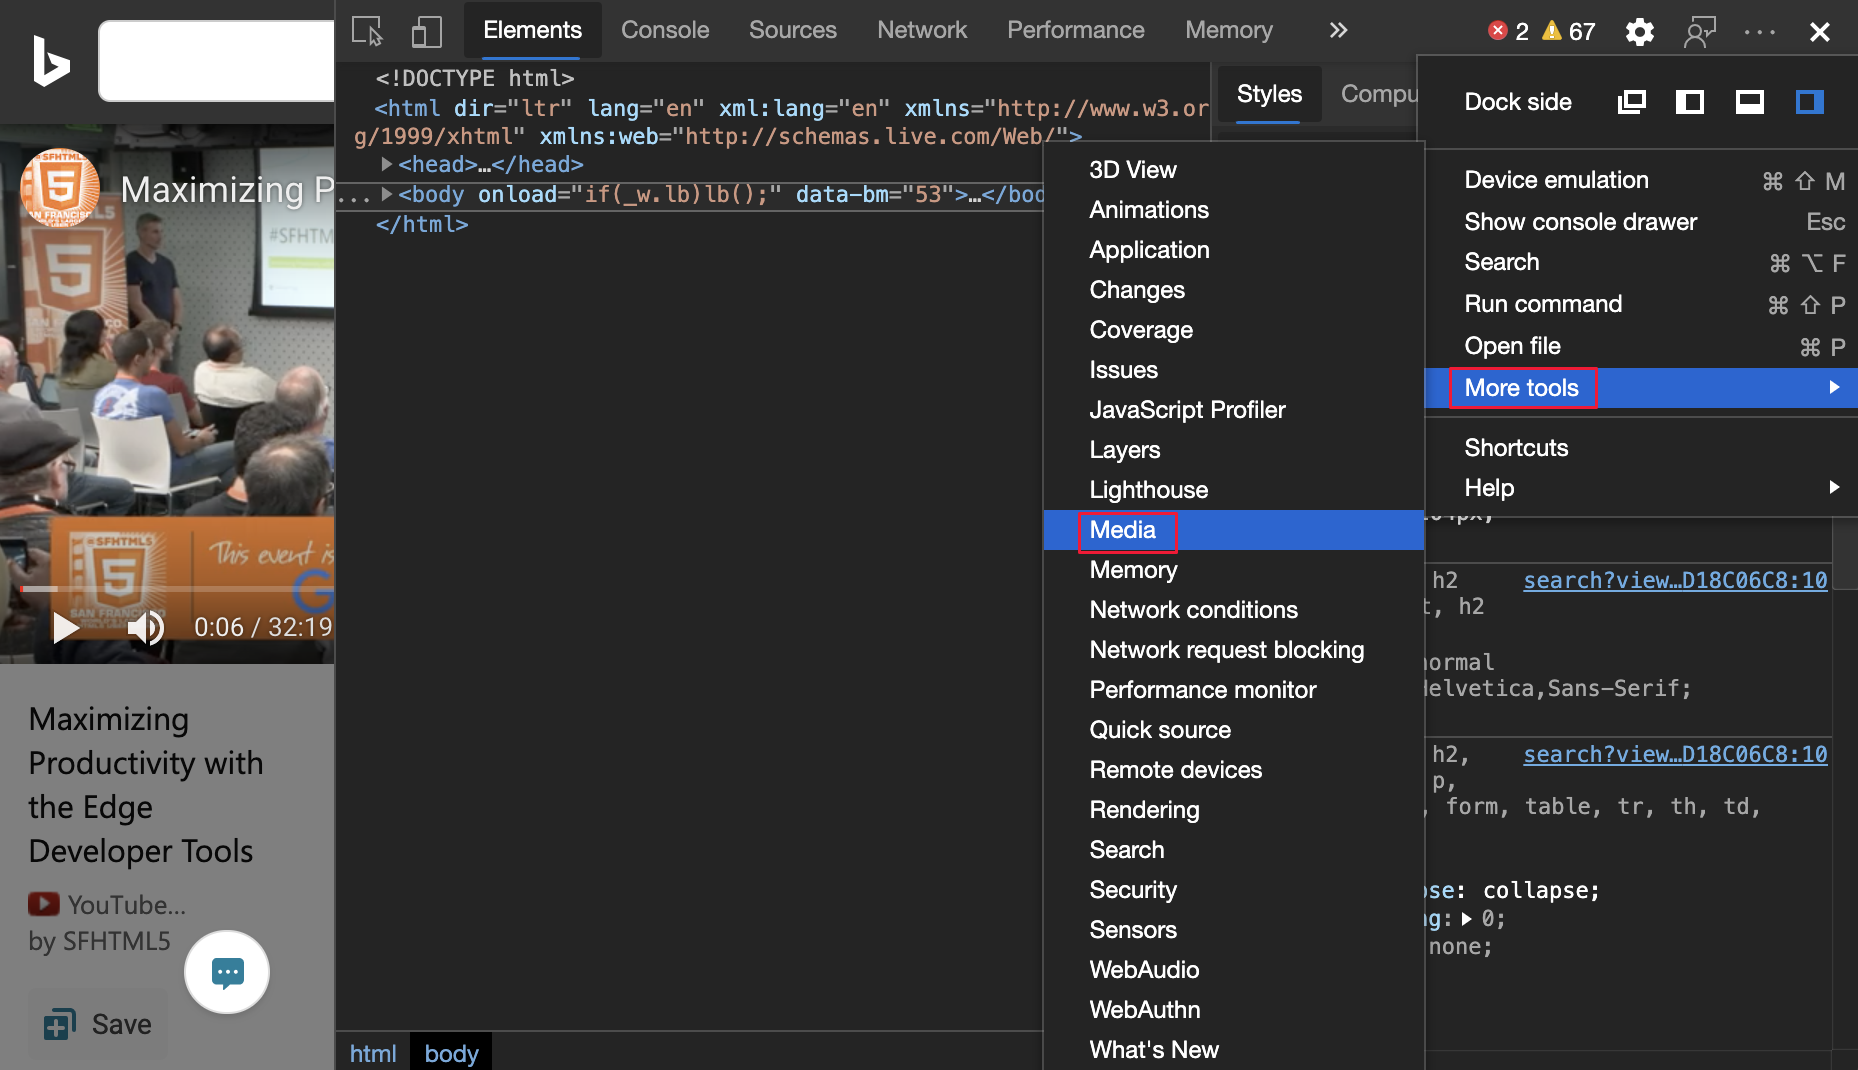 Elements Console Sources Network Performance Memory
2 67
<!DOCTYPE html>
<html dir="ltr" lang="en" xml:lang="en" xmlns="http://www.w3.or
g/1999/xhtml" xmlns:web="http://schemas.live.com/Web/">
<head>…</head>
... <body onload="if(_w.lb)lb();" data-bm="53">…</bod
</html>
html body
Maximizing P
#SFHTM
#SFHTML5
This event is
SAN FRANCISCO
0:06 / 32:19
Maximizing
Productivity with
the Edge
Developer Tools
YouTube...
by SFHTML5
Save
3D View
Animations
Application
Changes
Coverage
Issues
JavaScript Profiler
Layers
Lighthouse
Media
Memory
Network conditions
Network request blocking
Performance monitor
Quick source
Remote devices
Rendering
Search
Security
Sensors
WebAudio
WebAuthn
What's New
Styles Compu
Dock side
Device emulation ⌘ ⇧ M
Show console drawer Esc
Search ⌘ ⌥ F
Run command ⌘ ⇧ P
Open file ⌘ P
More tools
Shortcuts
Help
h2 search?view…D18C06C8:10
, h2
normal
Helvetica,Sans-Serif;
h2, search?view…D18C06C8:10
p,
, form, table, tr, th, td,
se: collapse;
g: 0;
none;